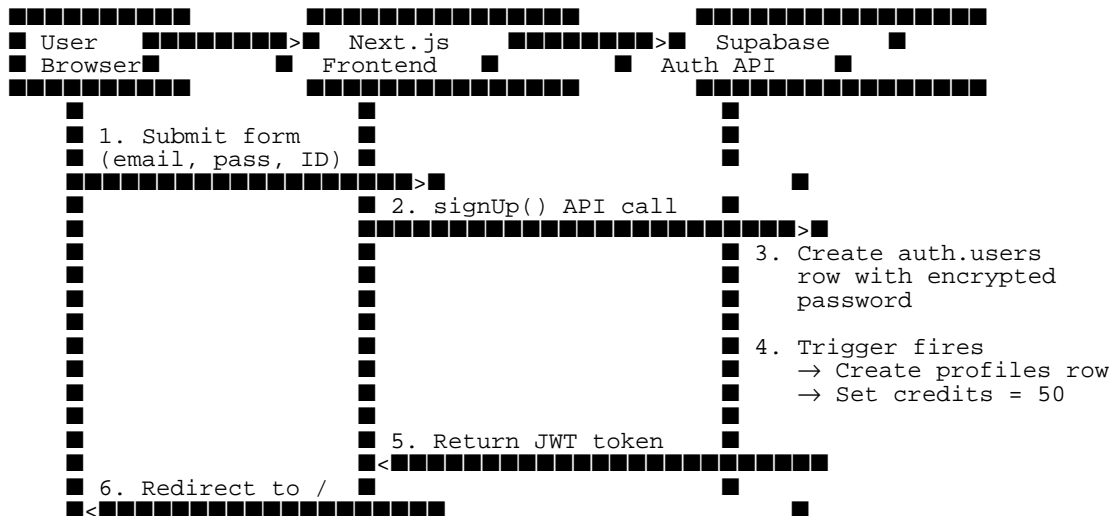 User > Next.js > Supabase
Browser Frontend Auth API
1. Submit form
(email, pass, ID)
>
2. signUp() API call
>
3. Create auth.users
row with encrypted
password
4. Trigger fires
→ Create profiles row
→ Set credits = 50
5. Return JWT token
<
6. Redirect to /
<